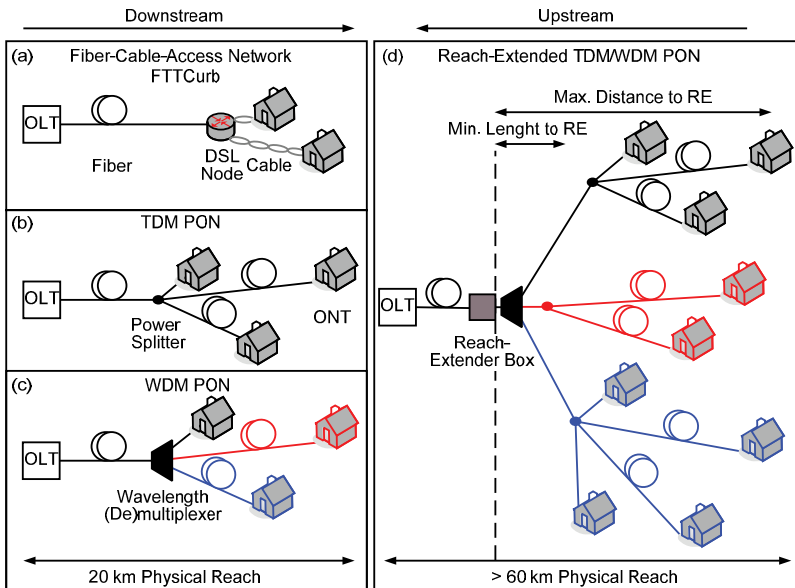 Downstream
Upstream
(a) Fiber-Cable-Access Network
FTTCurb
OLT
Fiber
DSL
Node
Cable
(b) TDM PON
OLT
Power
Splitter
ONT
(c) WDM PON
OLT
Wavelength
(De)multiplexer
20 km Physical Reach
(d) Reach-Extended TDM/WDM PON
Max. Distance to RE
Min. Lenght to RE
OLT
Reach-
Extender Box
> 60 km Physical Reach